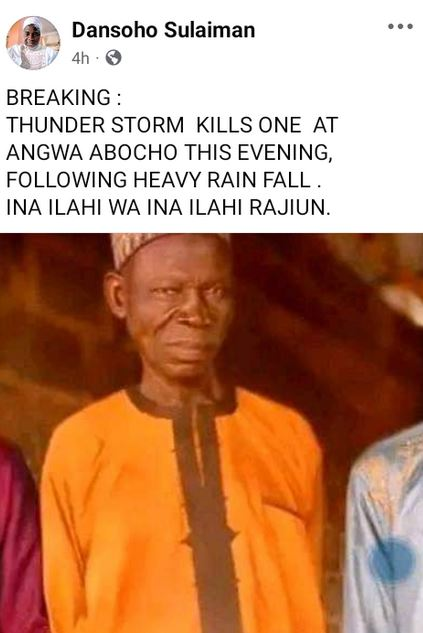 Dansoho Sulaiman
4h ·
BREAKING :
THUNDER STORM KILLS ONE AT
ANGWA ABOCHO THIS EVENING,
FOLLOWING HEAVY RAIN FALL .
INA ILAHI WA INA ILAHI RAJIUN.